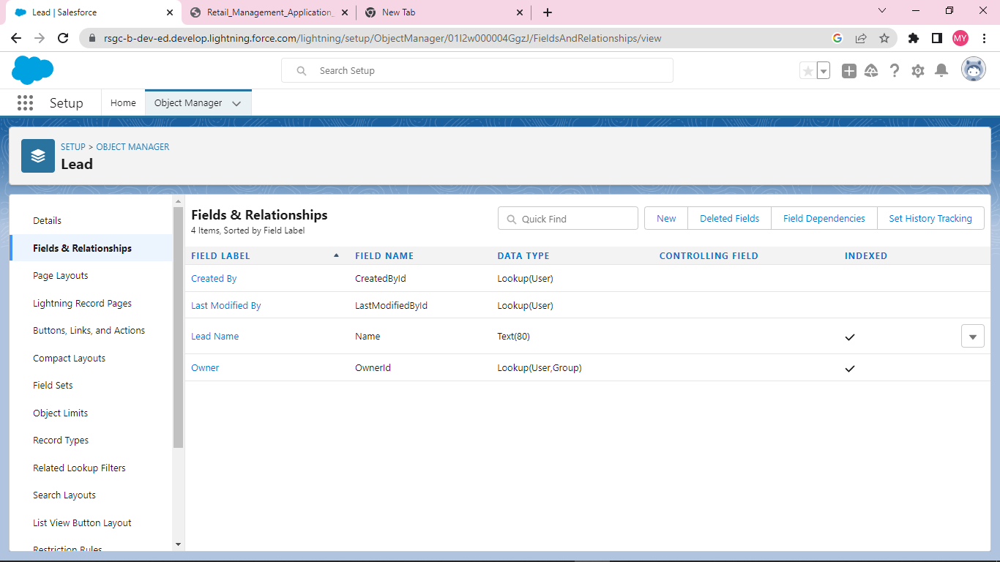 Lead | Salesforce
Retail_Management_Application_
New Tab
rsgc-b-dev-ed.develop.lightning.force.com/lightning/setup/ObjectManager/01I2w000004GgzJ/FieldsAndRelationships/view
MY
Search Setup
Setup
Home
Object Manager
SETUP > OBJECT MANAGER
Lead
Details
Fields & Relationships
Page Layouts
Lightning Record Pages
Buttons, Links, and Actions
Compact Layouts
Field Sets
Object Limits
Record Types
Related Lookup Filters
Search Layouts
List View Button Layout
Restriction Rules
Fields & Relationships
4 Items, Sorted by Field Label
Quick Find
New
Deleted Fields
Field Dependencies
Set History Tracking
FIELD LABEL FIELD NAME DATA TYPE CONTROLLING FIELD INDEXED
Created By CreatedById Lookup(User)
Last Modified By LastModifiedById Lookup(User)
Lead Name Name Text(80)
Owner OwnerId Lookup(User,Group)